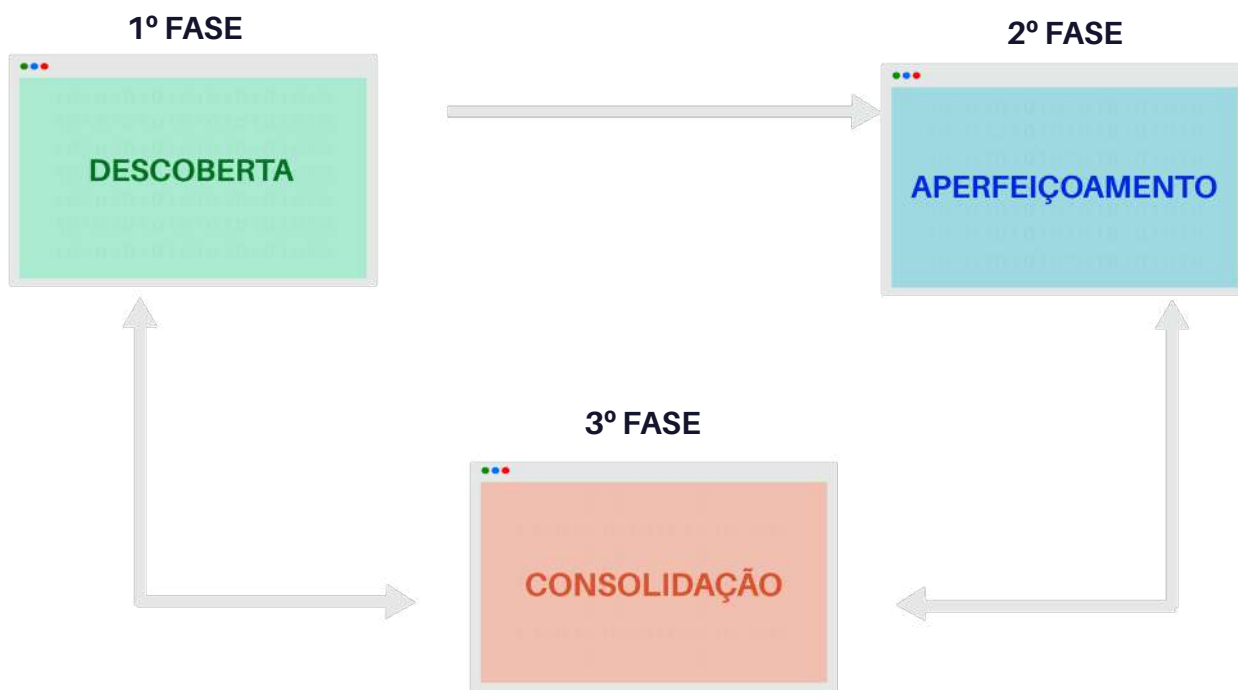 1º FASE
2º FASE
DESCOBERTA
APERFEIÇOAMENTO
3º FASE
CONSOLIDAÇÃO